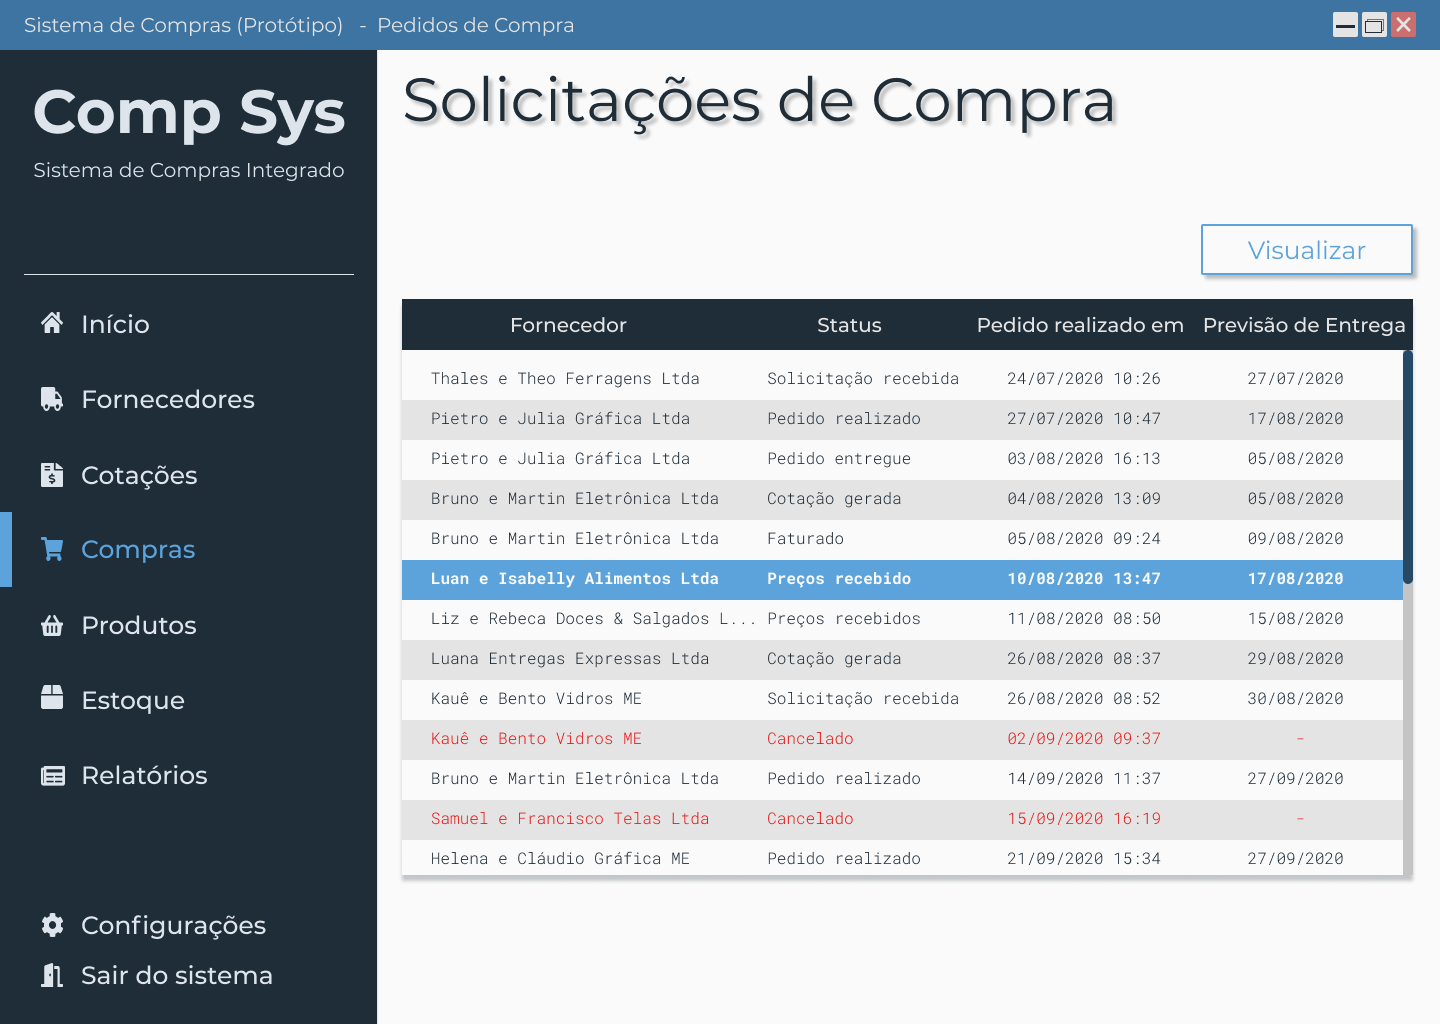 Sistema de Compras (Protótipo) - Pedidos de Compra
Comp Sys
Sistema de Compras Integrado
Início
Fornecedores
Cotações
Compras
Produtos
Estoque
Relatórios
Configurações
Sair do sistema
Solicitações de Compra
Visualizar
Fornecedor Status Pedido realizado em Previsão de Entrega
Thales e Theo Ferragens Ltda Solicitação recebida 24/07/2020 10:26 27/07/2020
Pietro e Julia Gráfica Ltda Pedido realizado 27/07/2020 10:47 17/08/2020
Pietro e Julia Gráfica Ltda Pedido entregue 03/08/2020 16:13 05/08/2020
Bruno e Martin Eletrônica Ltda Cotação gerada 04/08/2020 13:09 05/08/2020
Bruno e Martin Eletrônica Ltda Faturado 05/08/2020 09:24 09/08/2020
Luan e Isabelly Alimentos Ltda Preços recebido 10/08/2020 13:47 17/08/2020
Liz e Rebeca Doces & Salgados L... Preços recebidos 11/08/2020 08:50 15/08/2020
Luana Entregas Expressas Ltda Cotação gerada 26/08/2020 08:37 29/08/2020
Kauê e Bento Vidros ME Solicitação recebida 26/08/2020 08:52 30/08/2020
Kauê e Bento Vidros ME Cancelado 02/09/2020 09:37 -
Bruno e Martin Eletrônica Ltda Pedido realizado 14/09/2020 11:37 27/09/2020
Samuel e Francisco Telas Ltda Cancelado 15/09/2020 16:19 -
Helena e Cláudio Gráfica ME Pedido realizado 21/09/2020 15:34 27/09/2020